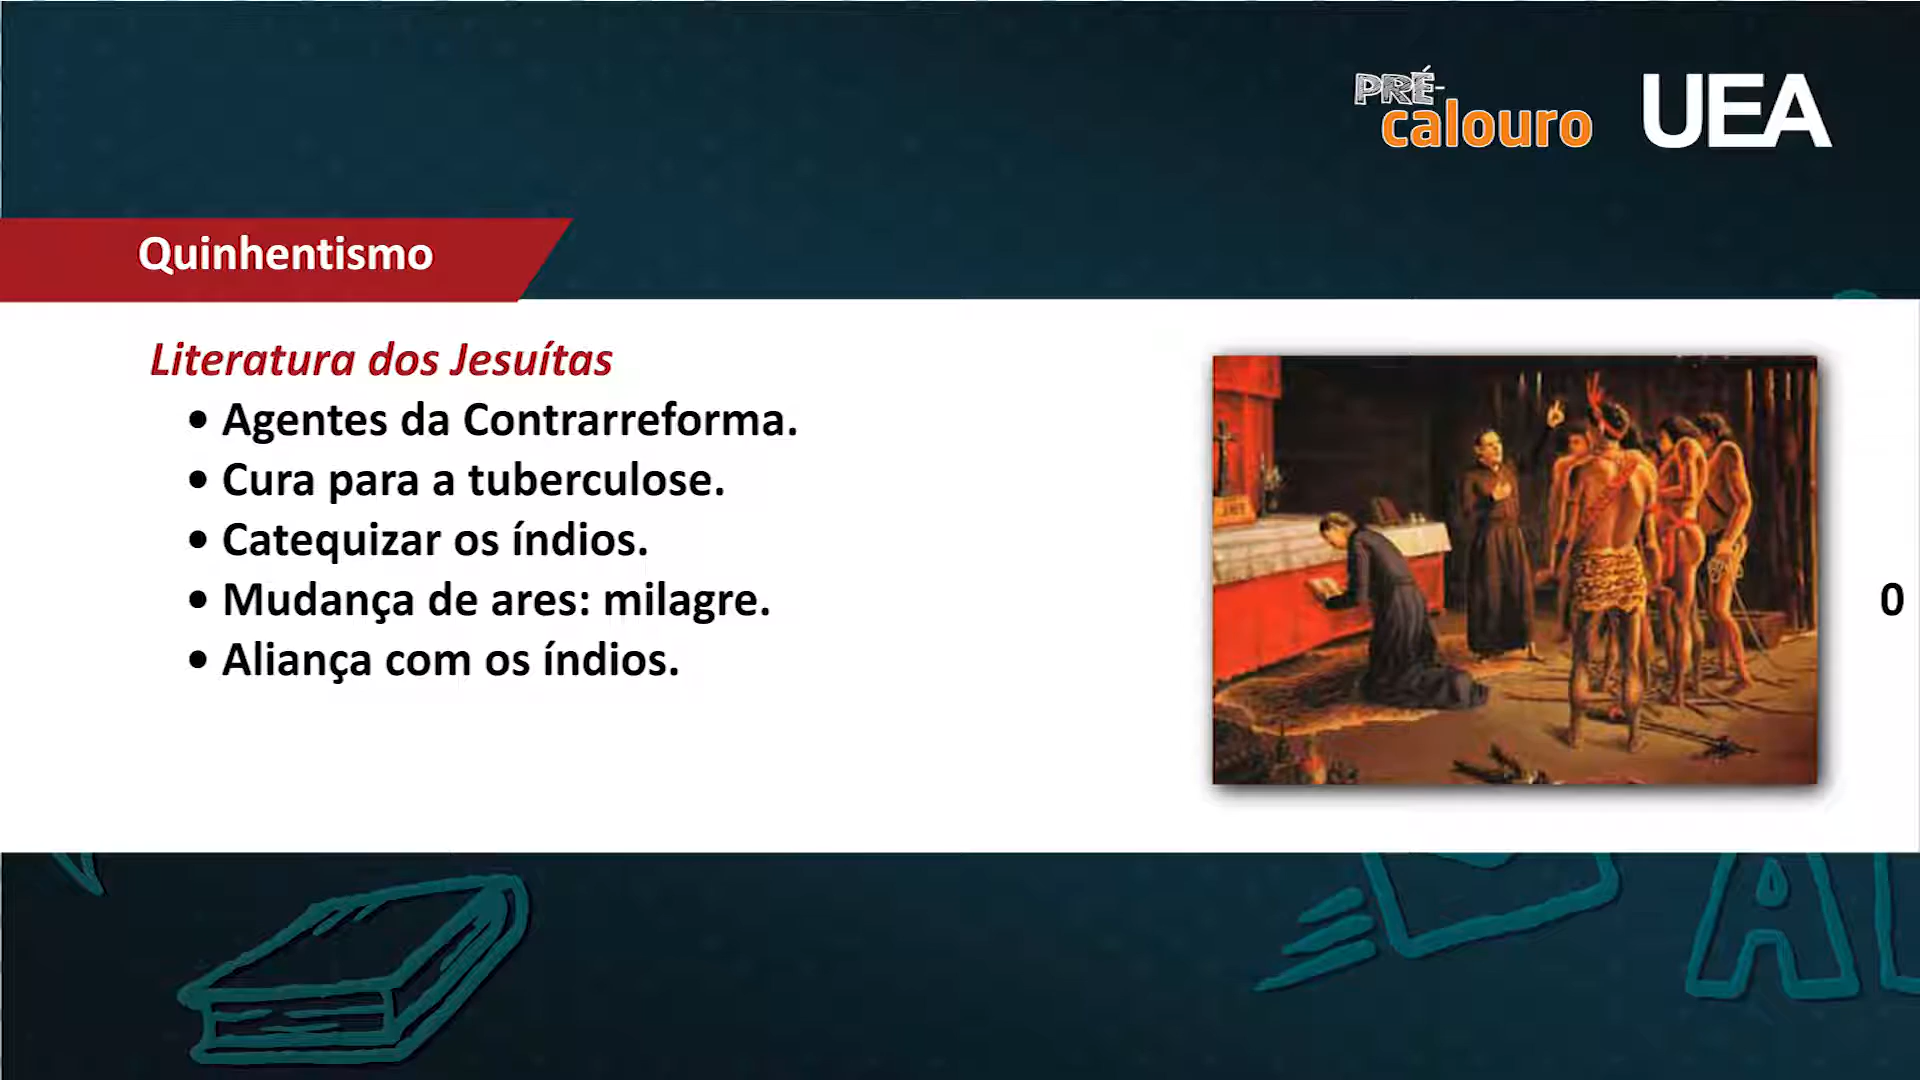 PRÉ-
calouro
UEA
Quinhentismo
Literatura dos Jesuítas
• Agentes da Contrarreforma.
• Cura para a tuberculose.
• Catequizar os índios.
• Mudança de ares: milagre.
• Aliança com os índios.
0